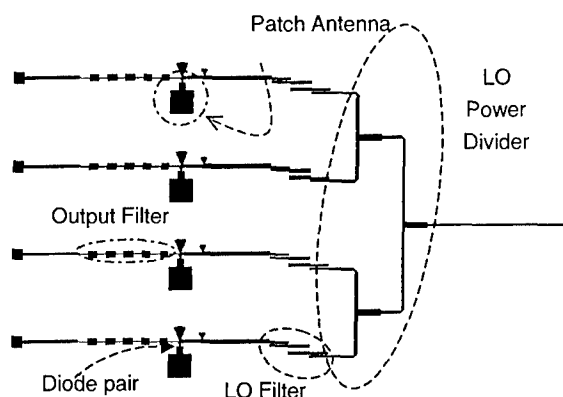 Patch Antenna
LO
Power
Divider
Output Filter
Diode pair
LO Filter